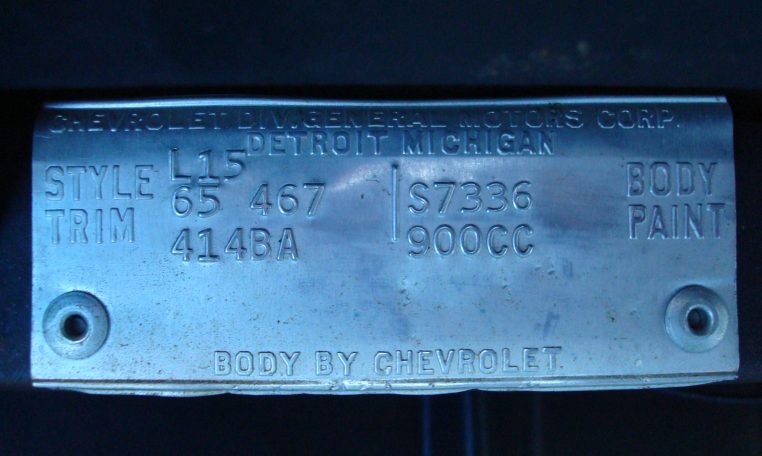 CHEVROLET DIV. GENERAL MOTORS CORP.
DETROIT MICHIGAN
L15
STYLE 65 467 S7336 BODY
TRIM 414BA 900CC PAINT
BODY BY CHEVROLET